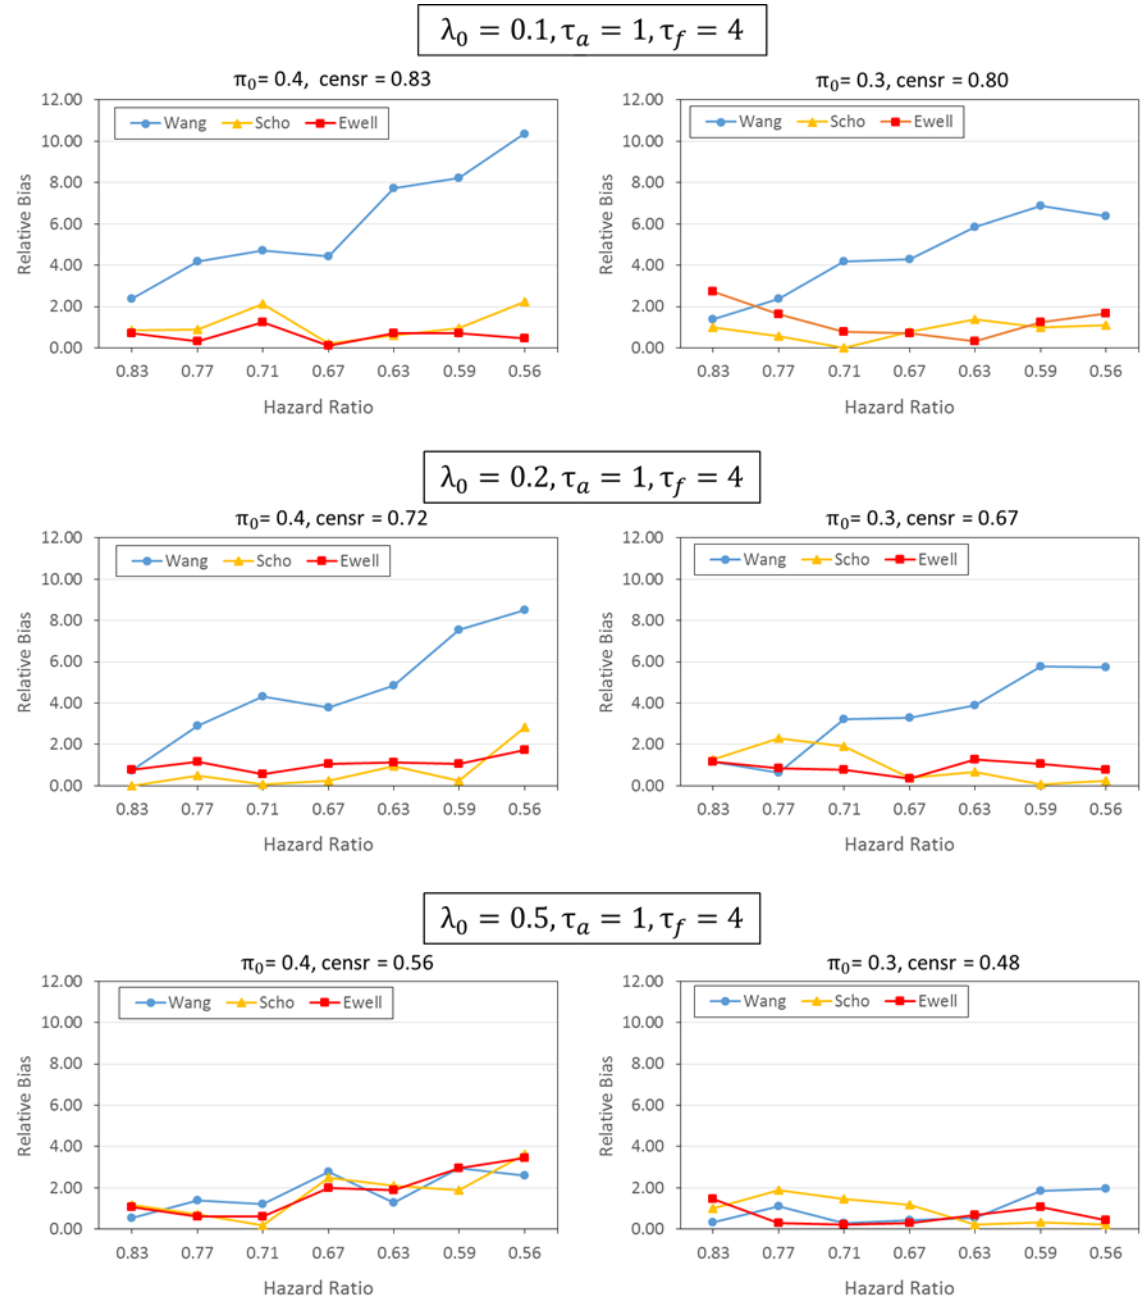 λ₀ = 0.1, τₐ = 1, τ_f = 4
π₀= 0.4, censr = 0.83
12.00
10.00
8.00
6.00
4.00
2.00
0.00
Relative Bias
Wang Scho Ewell
0.83 0.77 0.71 0.67 0.63 0.59 0.56
Hazard Ratio
π₀= 0.3, censr = 0.80
12.00
10.00
8.00
6.00
4.00
2.00
0.00
Relative Bias
Wang Scho Ewell
0.83 0.77 0.71 0.67 0.63 0.59 0.56
Hazard Ratio
λ₀ = 0.2, τₐ = 1, τ_f = 4
π₀= 0.4, censr = 0.72
12.00
10.00
8.00
6.00
4.00
2.00
0.00
Relative Bias
Wang Scho Ewell
0.83 0.77 0.71 0.67 0.63 0.59 0.56
Hazard Ratio
π₀= 0.3, censr = 0.67
12.00
10.00
8.00
6.00
4.00
2.00
0.00
Relative Bias
Wang Scho Ewell
0.83 0.77 0.71 0.67 0.63 0.59 0.56
Hazard Ratio
λ₀ = 0.5, τₐ = 1, τ_f = 4
π₀= 0.4, censr = 0.56
12.00
10.00
8.00
6.00
4.00
2.00
0.00
Relative Bias
Wang Scho Ewell
0.83 0.77 0.71 0.67 0.63 0.59 0.56
Hazard Ratio
π₀= 0.3, censr = 0.48
12.00
10.00
8.00
6.00
4.00
2.00
0.00
Relative Bias
Wang Scho Ewell
0.83 0.77 0.71 0.67 0.63 0.59 0.56
Hazard Ratio